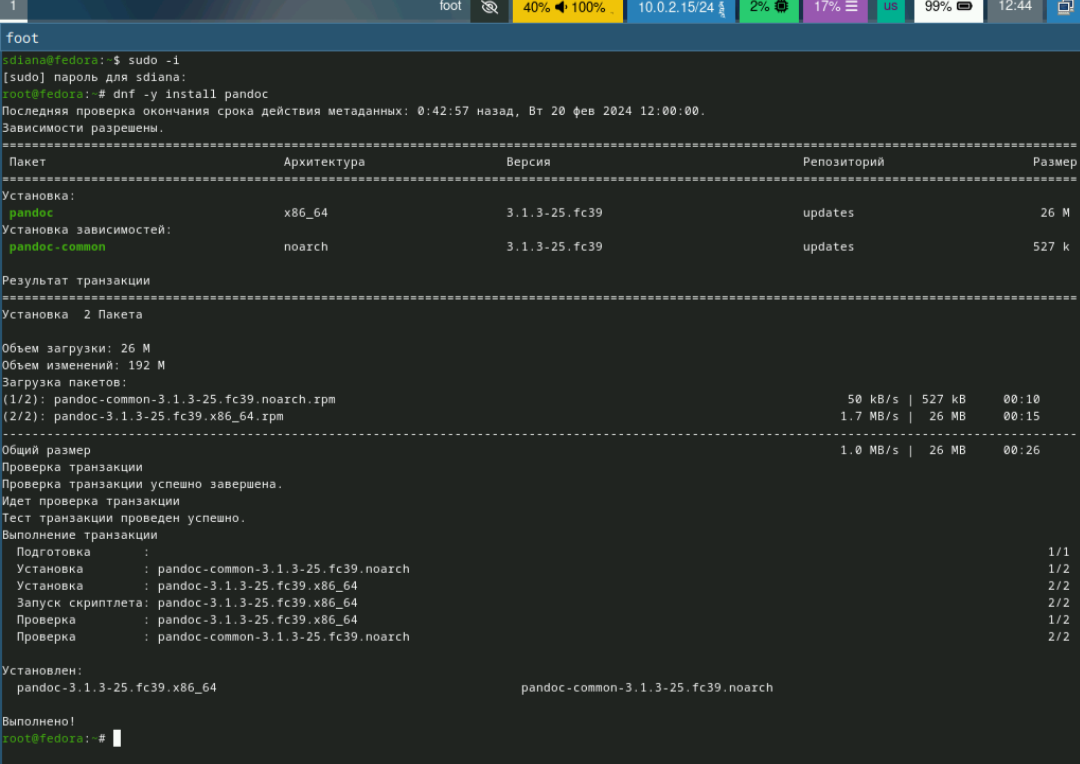 1 foot 40% 100% 10.0.2.15/24 2% 17% us 99% 12:44
foot
sdiana@fedora:~$ sudo -i
[sudo] пароль для sdiana:
root@fedora:~# dnf -y install pandoc
Последняя проверка окончания срока действия метаданных: 0:42:57 назад, Вт 20 фев 2024 12:00:00.
Зависимости разрешены.
Пакет Архитектура Версия Репозиторий Размер
Установка:
pandoc x86_64 3.1.3-25.fc39 updates 26 M
Установка зависимостей:
pandoc-common noarch 3.1.3-25.fc39 updates 527 k
Результат транзакции
Установка 2 Пакета
Объем загрузки: 26 M
Объем изменений: 192 M
Загрузка пакетов:
(1/2): pandoc-common-3.1.3-25.fc39.noarch.rpm 50 kB/s | 527 kB 00:10
(2/2): pandoc-3.1.3-25.fc39.x86_64.rpm 1.7 MB/s | 26 MB 00:15
Общий размер 1.0 MB/s | 26 MB 00:26
Проверка транзакции
Проверка транзакции успешно завершена.
Идет проверка транзакции
Тест транзакции проведен успешно.
Выполнение транзакции
Подготовка : 1/1
Установка : pandoc-common-3.1.3-25.fc39.noarch 1/2
Установка : pandoc-3.1.3-25.fc39.x86_64 2/2
Запуск скриптлета: pandoc-3.1.3-25.fc39.x86_64 2/2
Проверка : pandoc-3.1.3-25.fc39.x86_64 1/2
Проверка : pandoc-common-3.1.3-25.fc39.noarch 2/2
Установлен:
pandoc-3.1.3-25.fc39.x86_64 pandoc-common-3.1.3-25.fc39.noarch
Выполнено!
root@fedora:~#